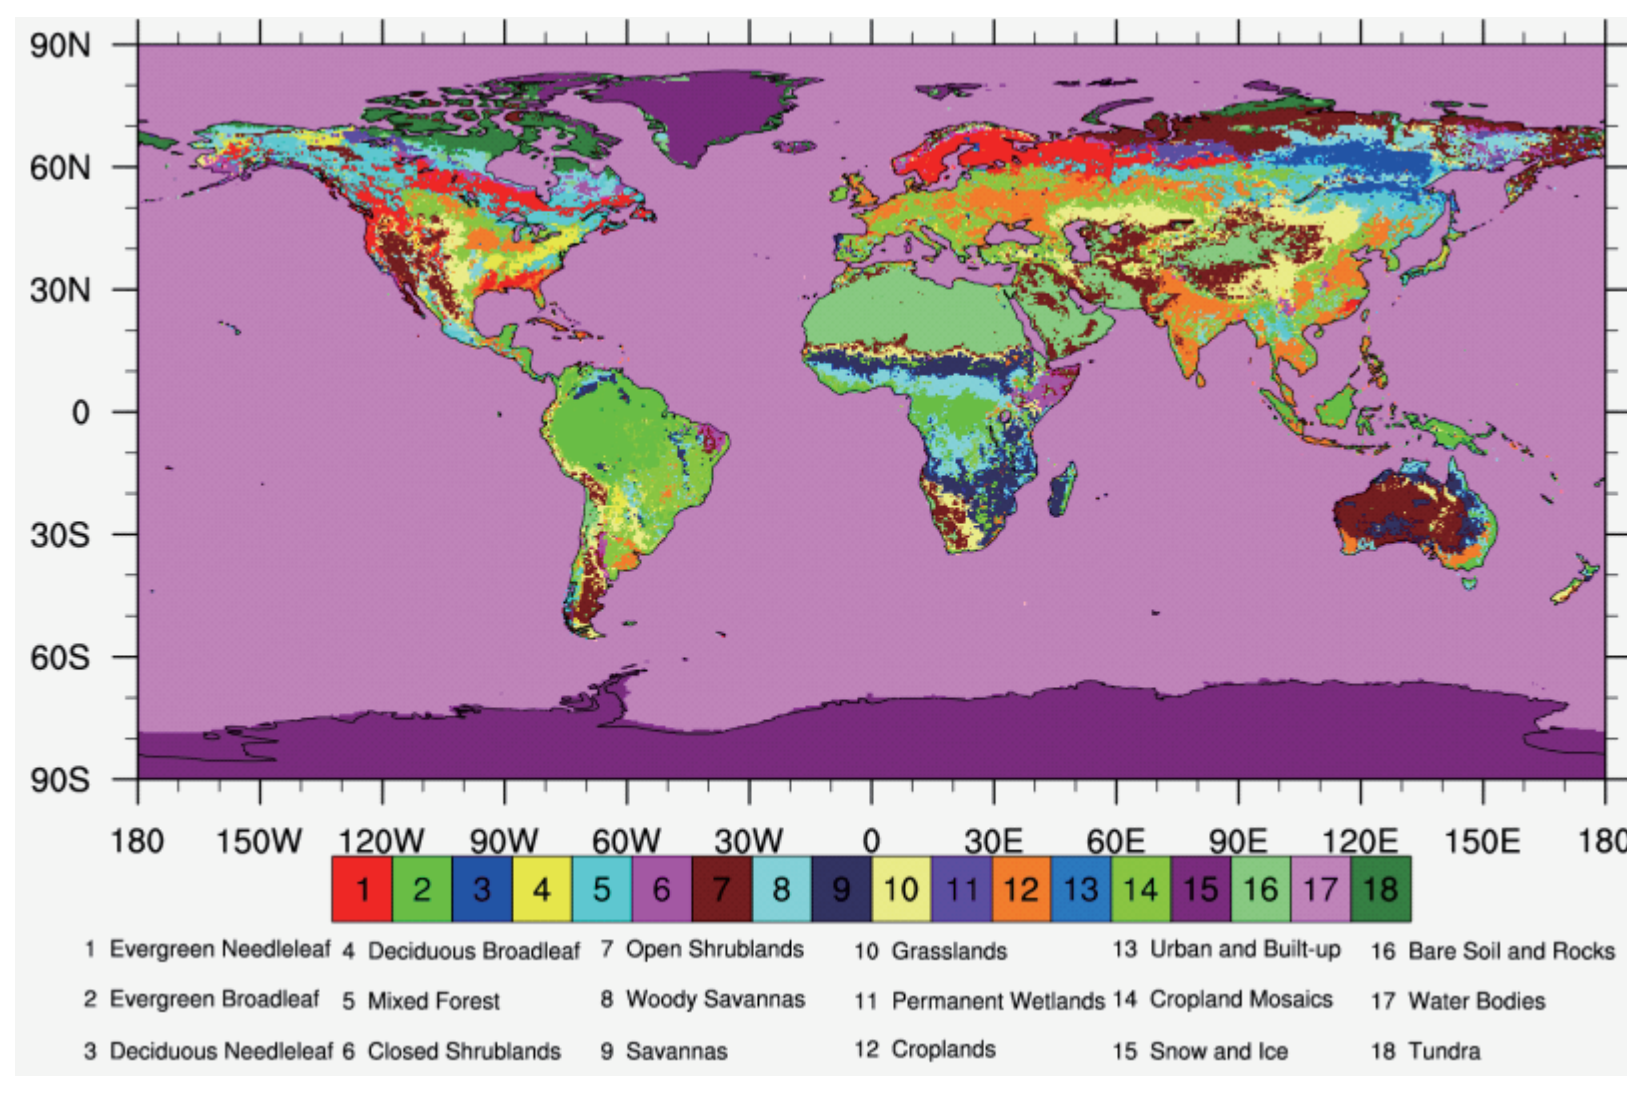 90N
60N
30N
0
30S
60S
90S
180 150W 120W 90W 60W 30W 0 30E 60E 90E 120E 150E 180
1 2 3 4 5 6 7 8 9 10 11 12 13 14 15 16 17 18
1 Evergreen Needleleaf 4 Deciduous Broadleaf 7 Open Shrublands 10 Grasslands 13 Urban and Built-up 16 Bare Soil and Rocks
2 Evergreen Broadleaf 5 Mixed Forest 8 Woody Savannas 11 Permanent Wetlands 14 Cropland Mosaics 17 Water Bodies
3 Deciduous Needleleaf 6 Closed Shrublands 9 Savannas 12 Croplands 15 Snow and Ice 18 Tundra